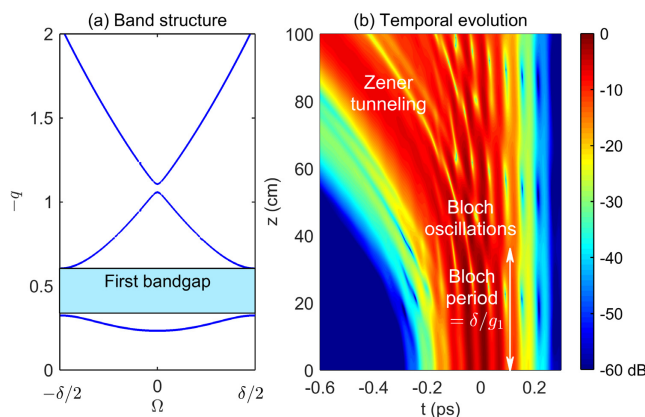 (a) Band structure
−q
2
1.5
1
0.5
0
First bandgap
−δ/2
0
δ/2
Ω
(b) Temporal evolution
z (cm)
100
80
60
40
20
0
Zener
tunneling
Bloch
oscillations
Bloch
period
= δ/g₁
-0.6
-0.4
-0.2
0
0.2
t (ps)
0
-10
-20
-30
-40
-50
-60 dB